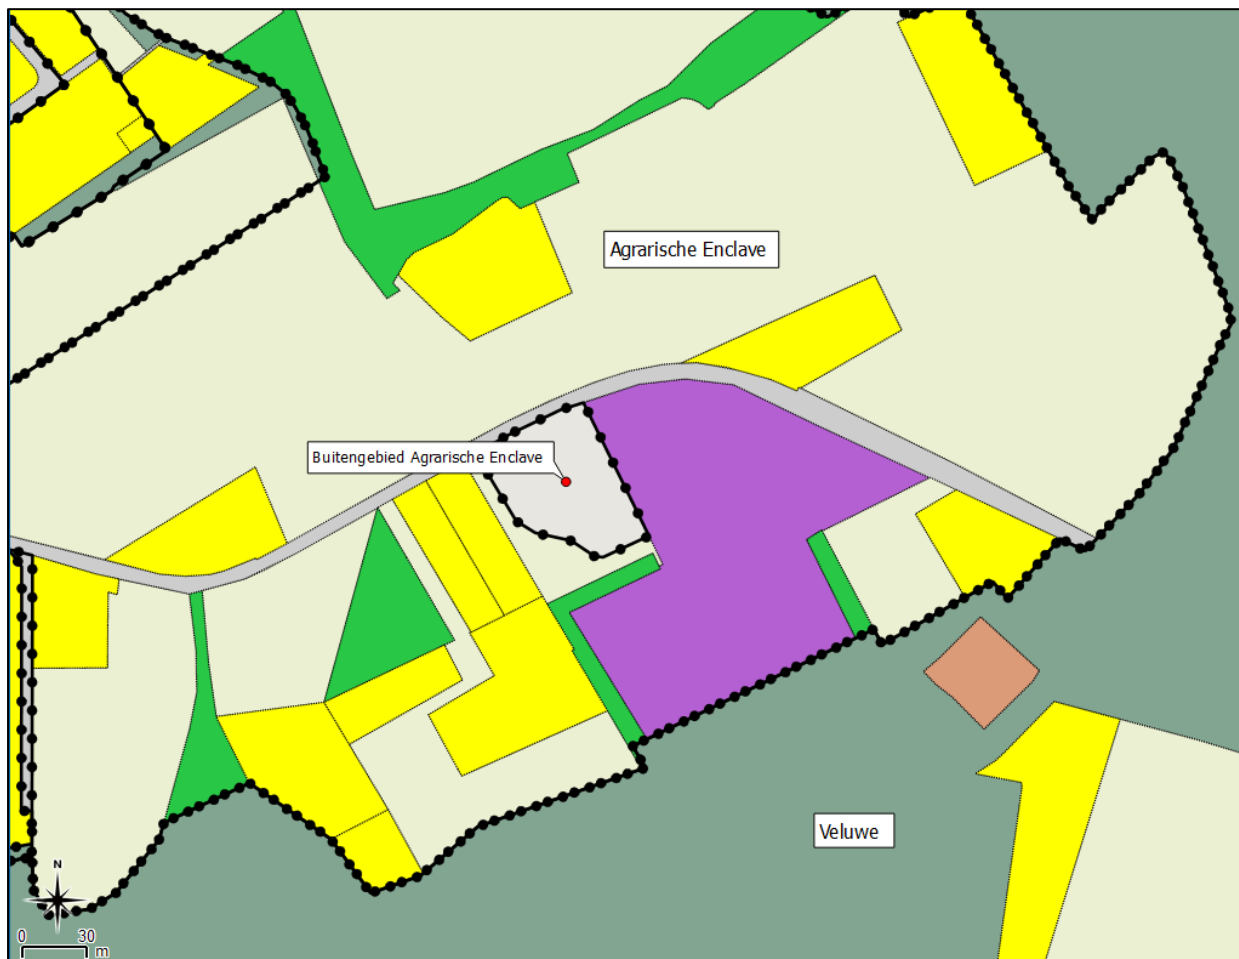 Agrarische Enclave
Buitengebied Agrarische Enclave
Veluwe
N
0 30
m